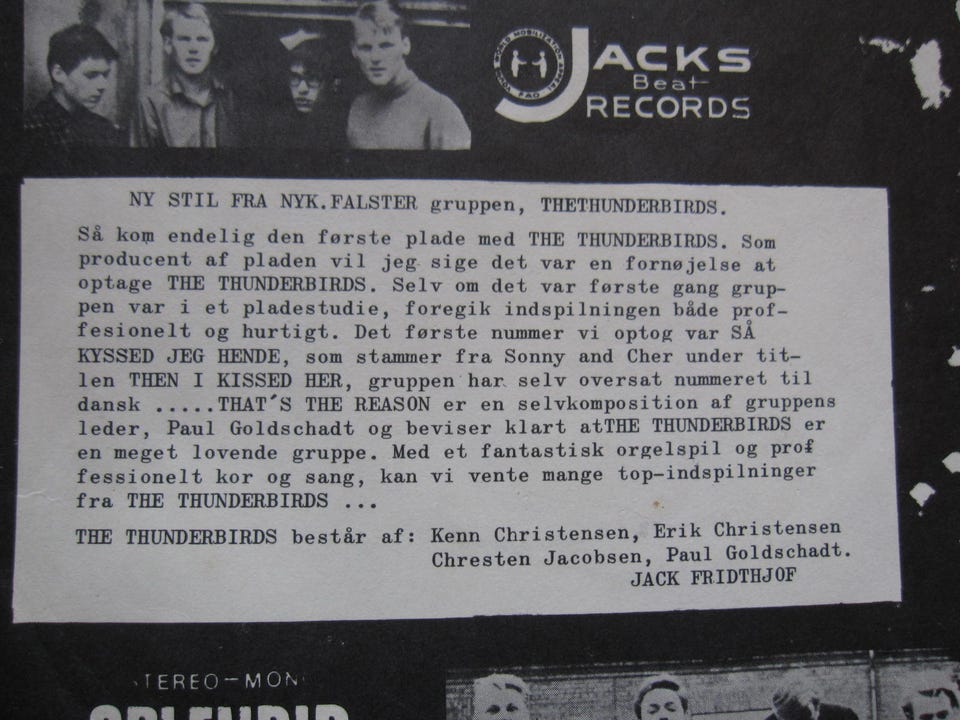 WORLD MOBILIZATION APPEAL
FAO
JACKS
Beat
RECORDS
NY STIL FRA NYK.FALSTER gruppen, THETHUNDERBIRDS.
Så kom endelig den første plade med THE THUNDERBIRDS. Som
producent af pladen vil jeg sige det var en fornøjelse at
optage THE THUNDERBIRDS. Selv om det var første gang grup-
pen var i et pladestudie, foregik indspilningen både prof-
fesionelt og hurtigt. Det første nummer vi optog var SÅ
KYSSED JEG HENDE, som stammer fra Sonny and Cher under tit-
len THEN I KISSED HER, gruppen har selv oversat nummeret til
dansk .....THAT´S THE REASON er en selvkomposition af gruppens
leder, Paul Goldschadt og beviser klart atTHE THUNDERBIRDS er
en meget lovende gruppe. Med et fantastisk orgelspil og prof
fessionelt kor og sang, kan vi vente mange top-indspilninger
fra THE THUNDERBIRDS ...
THE THUNDERBIRDS består af: Kenn Christensen, Erik Christensen
Chresten Jacobsen, Paul Goldschadt.
JACK FRIDTHJOF
TEREO-MON